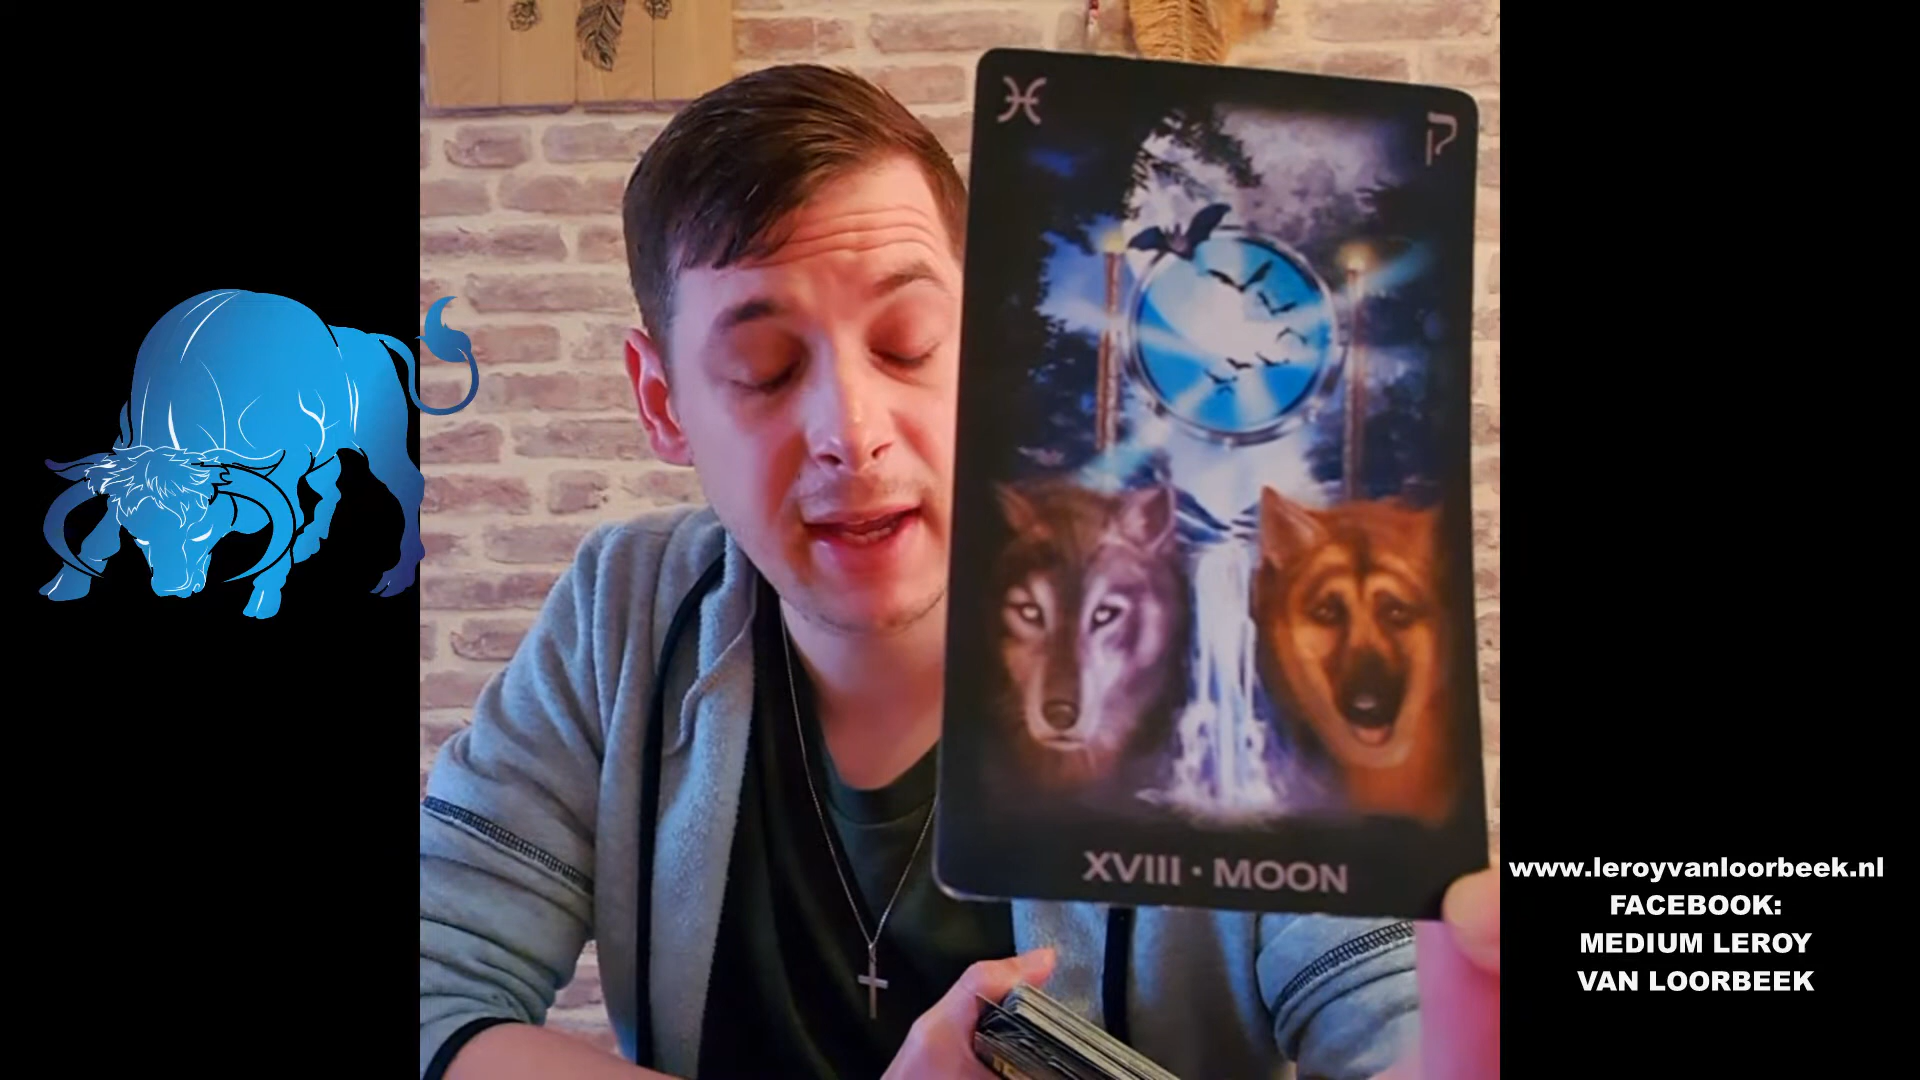 ♓ ק
XVIII · MOON
www.leroyvanloorbeek.nl
FACEBOOK:
MEDIUM LEROY
VAN LOORBEEK